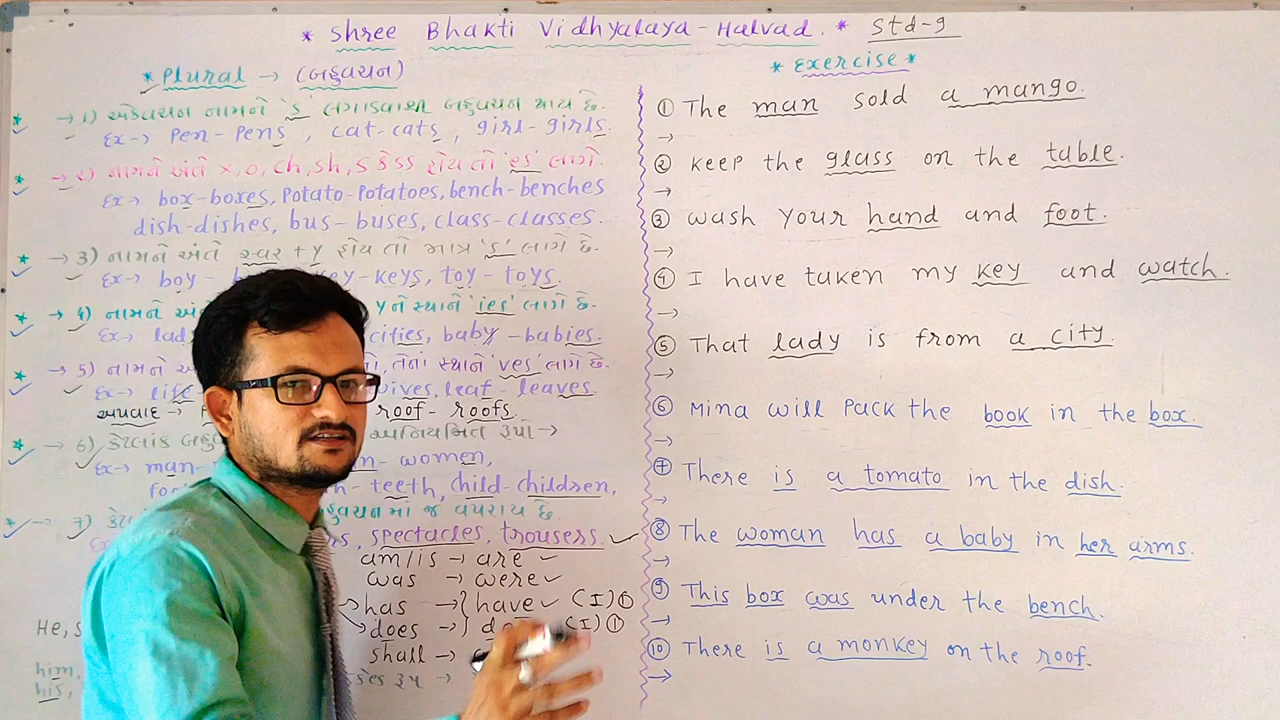 * Shree Bhakti Vidhyalaya-Halvad. * Std-9
* Plural → (બહુવચન)
* → 1) એકવચન નામને 's' લગાડવાથી બહુવચન થાય છે.
Ex→ Pen-Pens, cat-cats, girl-girls.
* → ૨) નામને અંતે x, o, ch, sh, s કે ss હોય તો 'es' લાગે.
Ex→ box-boxes, Potato-Potatoes, bench-benches
dish-dishes, bus-buses, class-classes.
* → 3) નામને અંતે સ્વર + y હોય તો માત્ર 's' લાગે છે.
Ex→ boy - key-keys, toy-toys.
* → 4) નામને y ને સ્થાને 'ies' લાગે છે.
Ex→ cities, baby-babies.
* → 5) નામને તેનાં સ્થાને 'ves' લાગે છે.
Ex→ life leaf-leaves.
અપવાદ → roof-roofs.
* → 6) કેટલાંક અનિયમિત રૂપો→
Ex→ man- women,
teeth, child-children,
* → 7) બહુવચનમાં જ વપરાય છે.
spectacles, trousers.
am/is → are
was → were
has → have (I)
does → (I)
shall →
રૂપ →
He,
him,
his,
* Exercise *
① The man sold a mango.
→
② Keep the glass on the table.
→
③ wash your hand and foot.
→
④ I have taken my key and watch.
→
⑤ That lady is from a city.
→
⑥ Mina will Pack the book in the box.
→
⑦ There is a tomato in the dish.
→
⑧ The woman has a baby in her arms.
→
⑨ This box was under the bench.
→
⑩ There is a monkey on the roof.
→